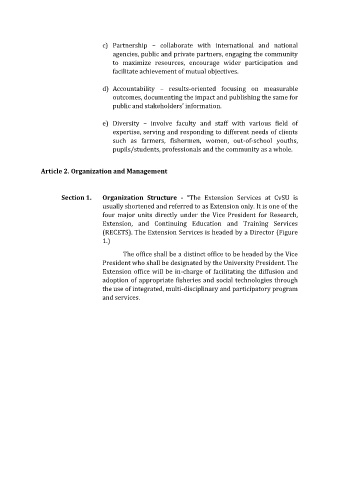 c) Partnership – collaborate with international and national
agencies, public and private partners, engaging the community
to maximize resources, encourage wider participation and
facilitate achievement of mutual objectives.
d) Accountability - results-oriented focusing on measurable
outcomes, documenting the impact and publishing the same for
public and stakeholders' information.
e) Diversity – involve faculty and staff with various field of
expertise, serving and responding to different needs of clients
such as farmers, fishermen, women, out-of-school youths,
pupils/students, professionals and the community as a whole.
Article 2. Organization and Management
Section 1. Organization Structure - "The Extension Services at CvSU is
usually shortened and referred to as Extension only. It is one of the
four major units directly under the Vice President for Research,
Extension, and Continuing Education and Training Services
(RECETS). The Extension Services is headed by a Director (Figure
1.)
The office shall be a distinct office to be headed by the Vice
President who shall be designated by the University President. The
Extension office will be in-charge of facilitating the diffusion and
adoption of appropriate fisheries and social technologies through
the use of integrated, multi-disciplinary and participatory program
and services.